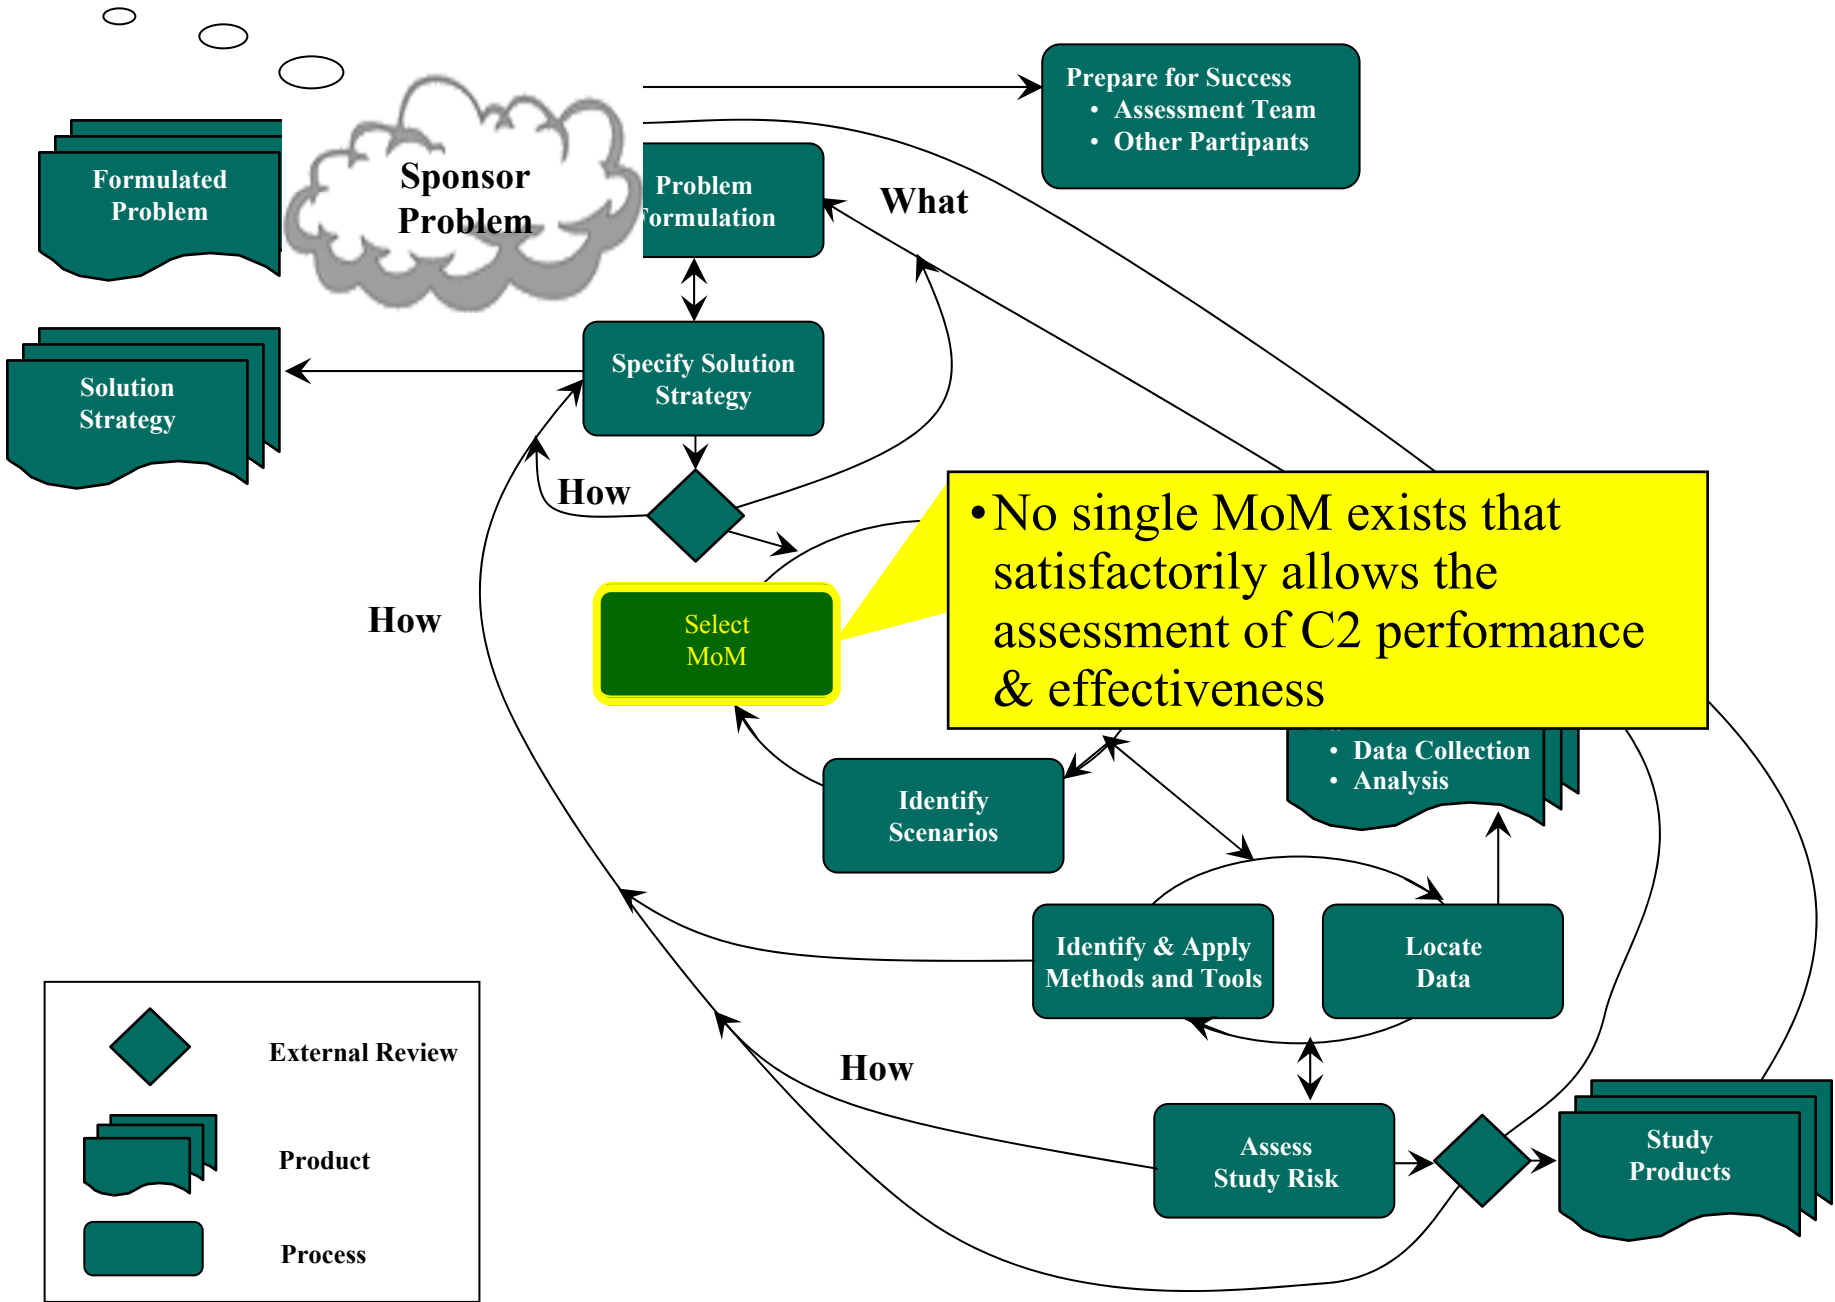 Prepare for Success
• Assessment Team
• Other Partipants
Formulated
Problem
Sponsor
Problem
Problem
ormulation
What
Specify Solution
Strategy
Solution
Strategy
How
• No single MoM exists that
satisfactorily allows the
assessment of C2 performance
& effectiveness
How
Select
MoM
• Data Collection
• Analysis
Identify
Scenarios
Identify & Apply
Methods and Tools
Locate
Data
How
External Review
Product
Process
Assess
Study Risk
Study
Products